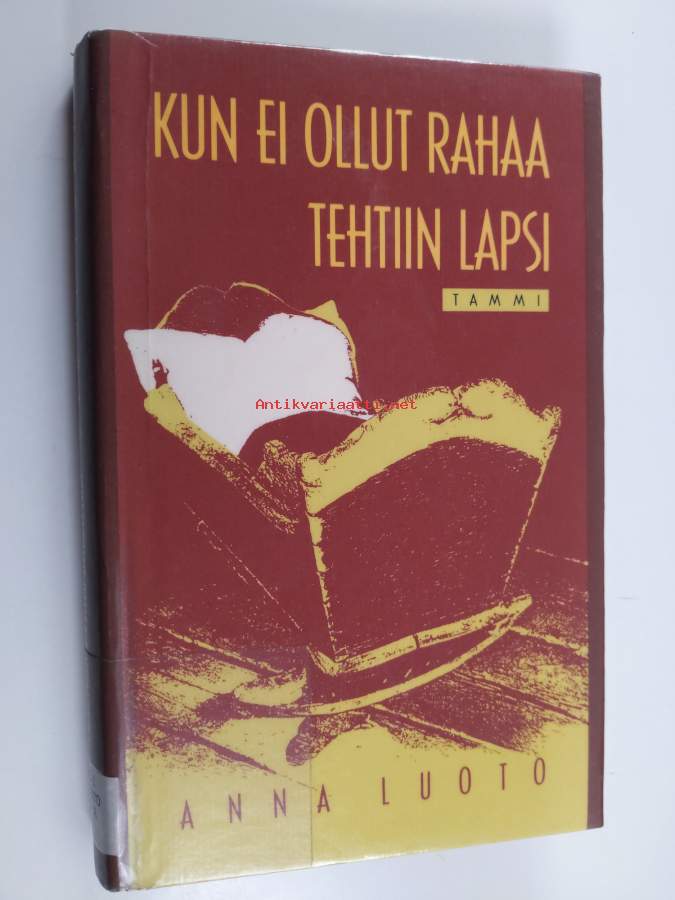 KUN EI OLLUT RAHAA
TEHTIIN LAPSI
TAMMI
Antikvariaatti.net
ANNA LUOTO